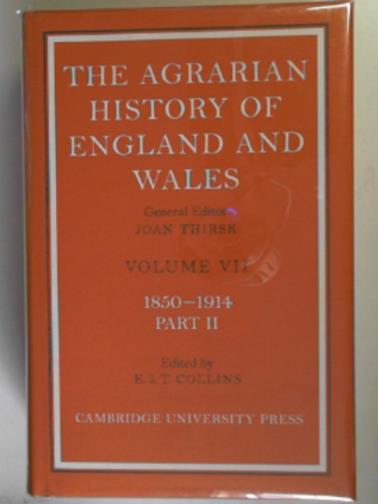 THE AGRARIAN
HISTORY OF
ENGLAND AND
WALES
General Editor
JOAN THIRSK
VOLUME VII
1850–1914
PART II
Edited by
E.J.T. COLLINS
CAMBRIDGE UNIVERSITY PRESS